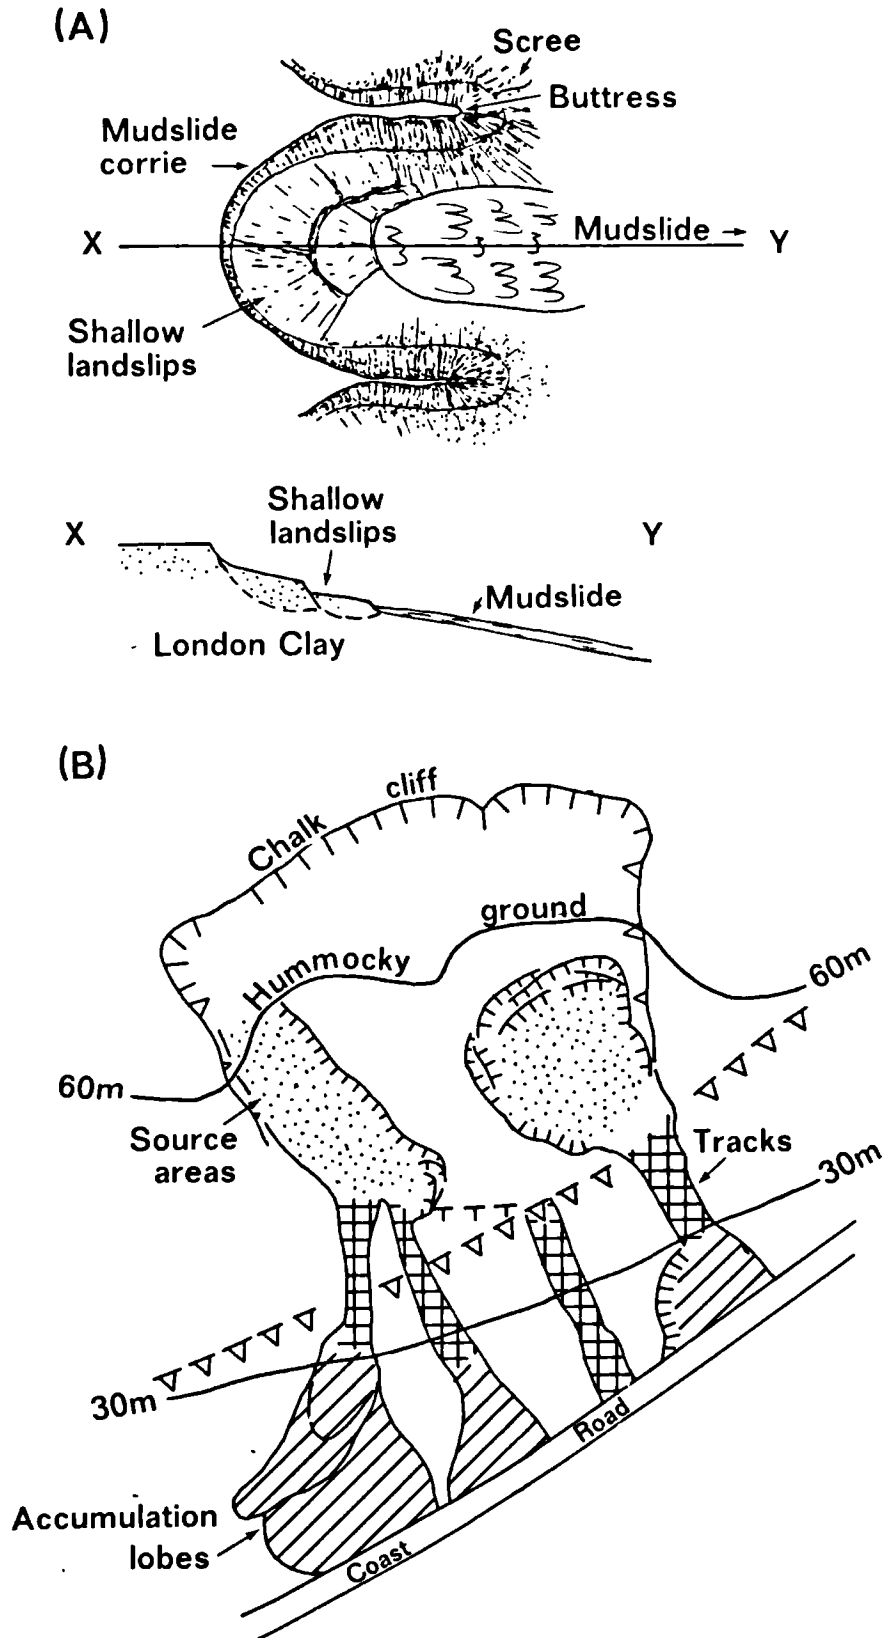 (A)
Scree
Buttress
Mudslide
corrie
X
Mudslide
Y
Shallow
landslips
Shallow
landslips
X
Y
Mudslide
London Clay
(B)
Chalk cliff
Hummocky ground
60m
60m
Source
areas
Tracks
30m
30m
Accumulation
lobes
Coast Road